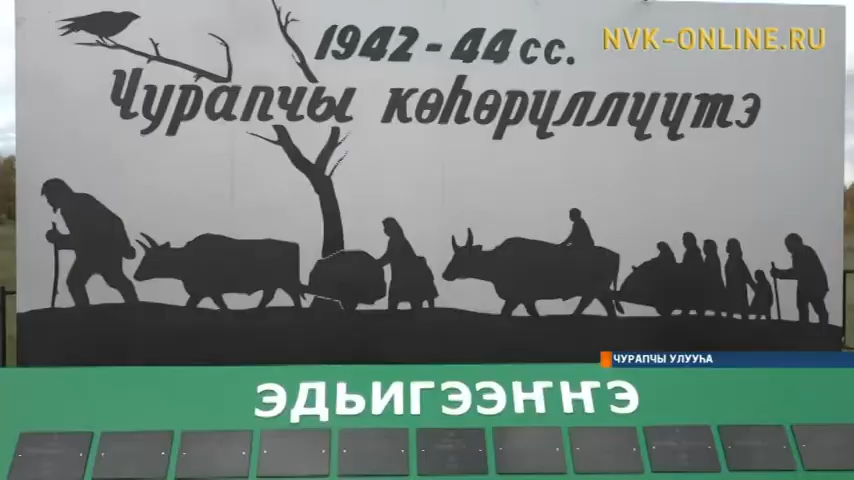 1942 - 44 сс.
NVK-ONLINE.RU
Чурапчы көһөрүллүүтэ
ЧУРАПЧЫ УЛУУҺА
ЭДЬИГЭЭҤҤЭ